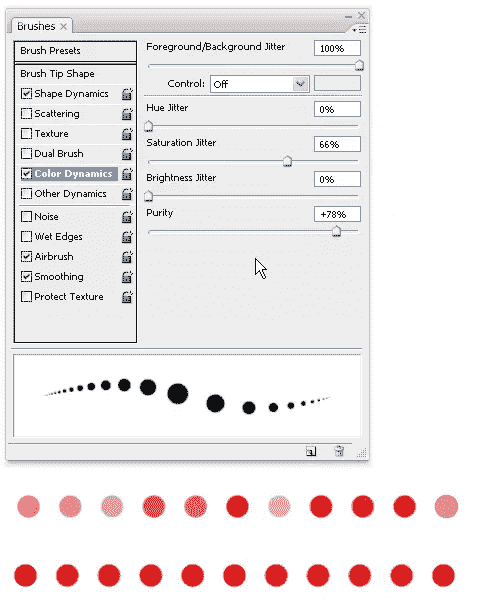 Brushes
Brush Presets
Brush Tip Shape
Shape Dynamics
Scattering
Texture
Dual Brush
Color Dynamics
Other Dynamics
Noise
Wet Edges
Airbrush
Smoothing
Protect Texture
Foreground/Background Jitter 100%
Control: Off
Hue Jitter 0%
Saturation Jitter 66%
Brightness Jitter 0%
Purity +78%